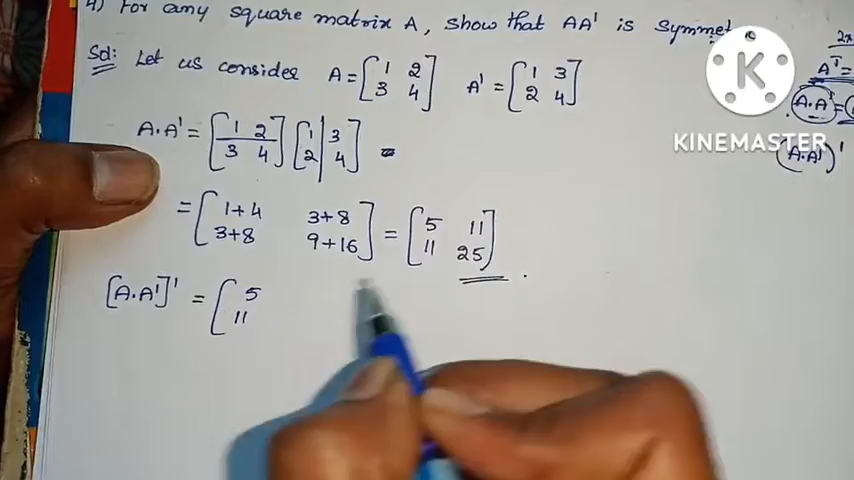 4) For any square matrix A, show that AA' is symmet
Sol: Let us consider A = [1 2 3 4] A' = [1 3 2 4]
A.A' = [1 2 3 4] [1 3 2 4] =
= [1+4 3+8 3+8 9+16] = [5 11 11 25].
[A.A']' = [5 11
2x
A.A' =
(A.A')'
K
KINEMASTER